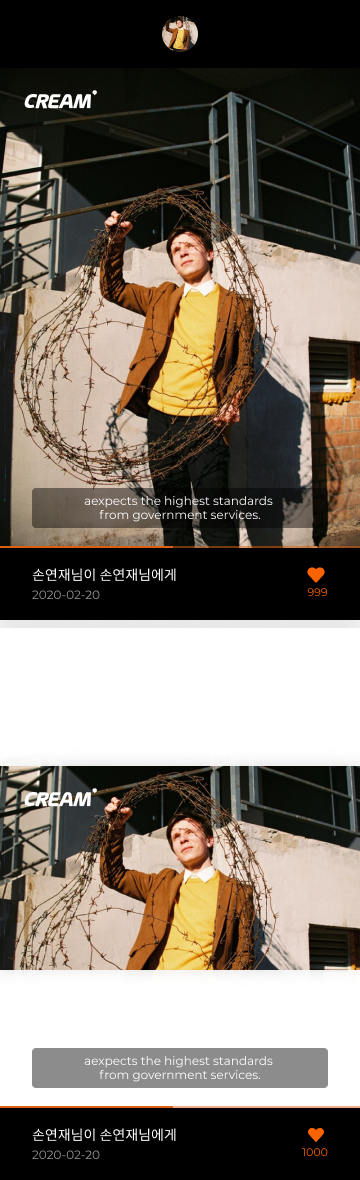 CREAM
aexpects the highest standards
from government services.
손연재님이 손연재님에게
2020-02-20
999
CREAM
aexpects the highest standards
from government services.
손연재님이 손연재님에게
2020-02-20
1000